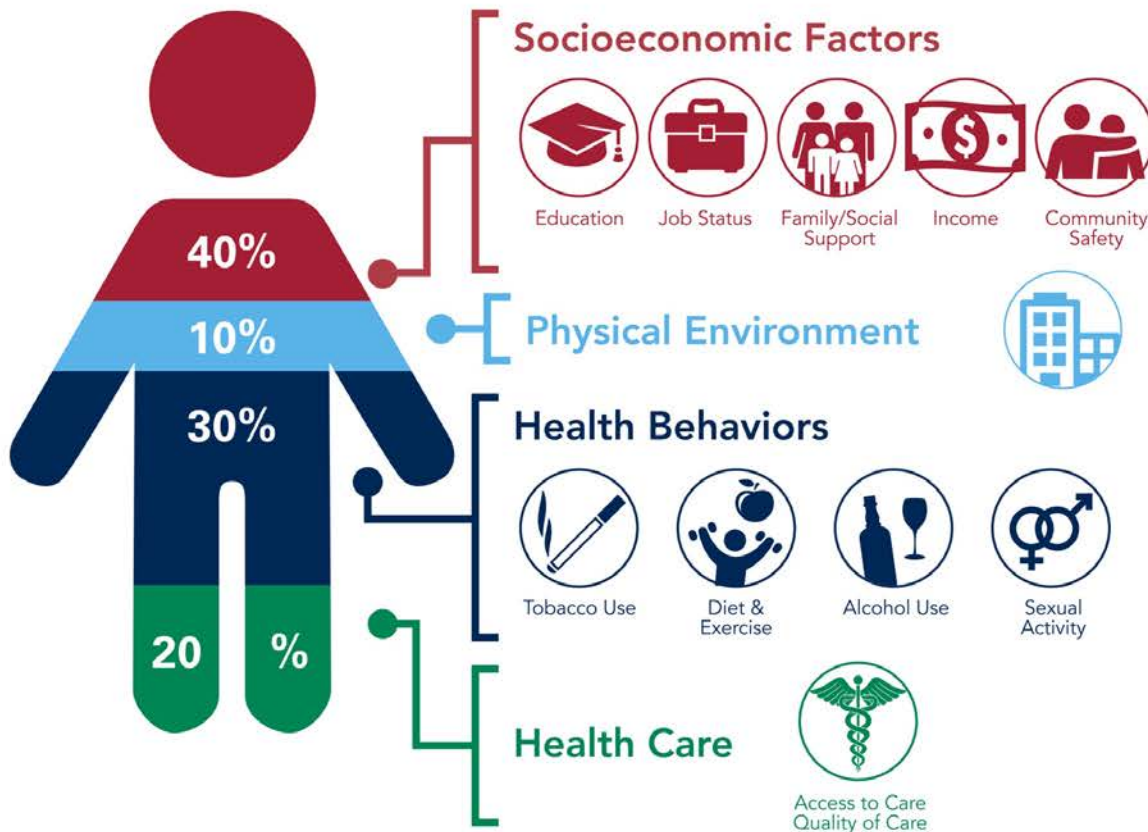 Socioeconomic Factors
Education
Job Status
Family/Social
Support
Income
Community
Safety
40%
10%
Physical Environment
30%
Health Behaviors
Tobacco Use
Diet &
Exercise
Alcohol Use
Sexual
Activity
20 %
Health Care
Access to Care
Quality of Care
$